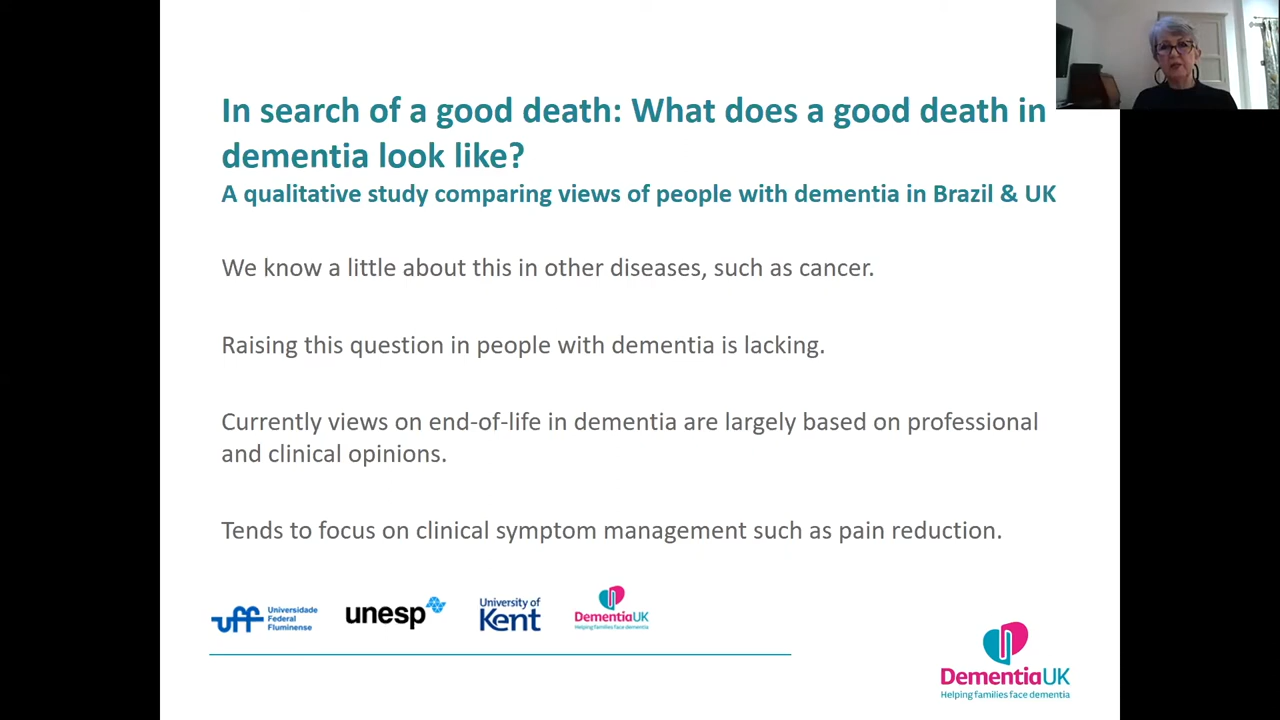 In search of a good death: What does a good death in
dementia look like?
A qualitative study comparing views of people with dementia in Brazil & UK
We know a little about this in other diseases, such as cancer.
Raising this question in people with dementia is lacking.
Currently views on end-of-life in dementia are largely based on professional
and clinical opinions.
Tends to focus on clinical symptom management such as pain reduction.
uff Universidade
Federal
Fluminense
unesp
University of
Kent
DementiaUK
Helping families face dementia
DementiaUK
Helping families face dementia